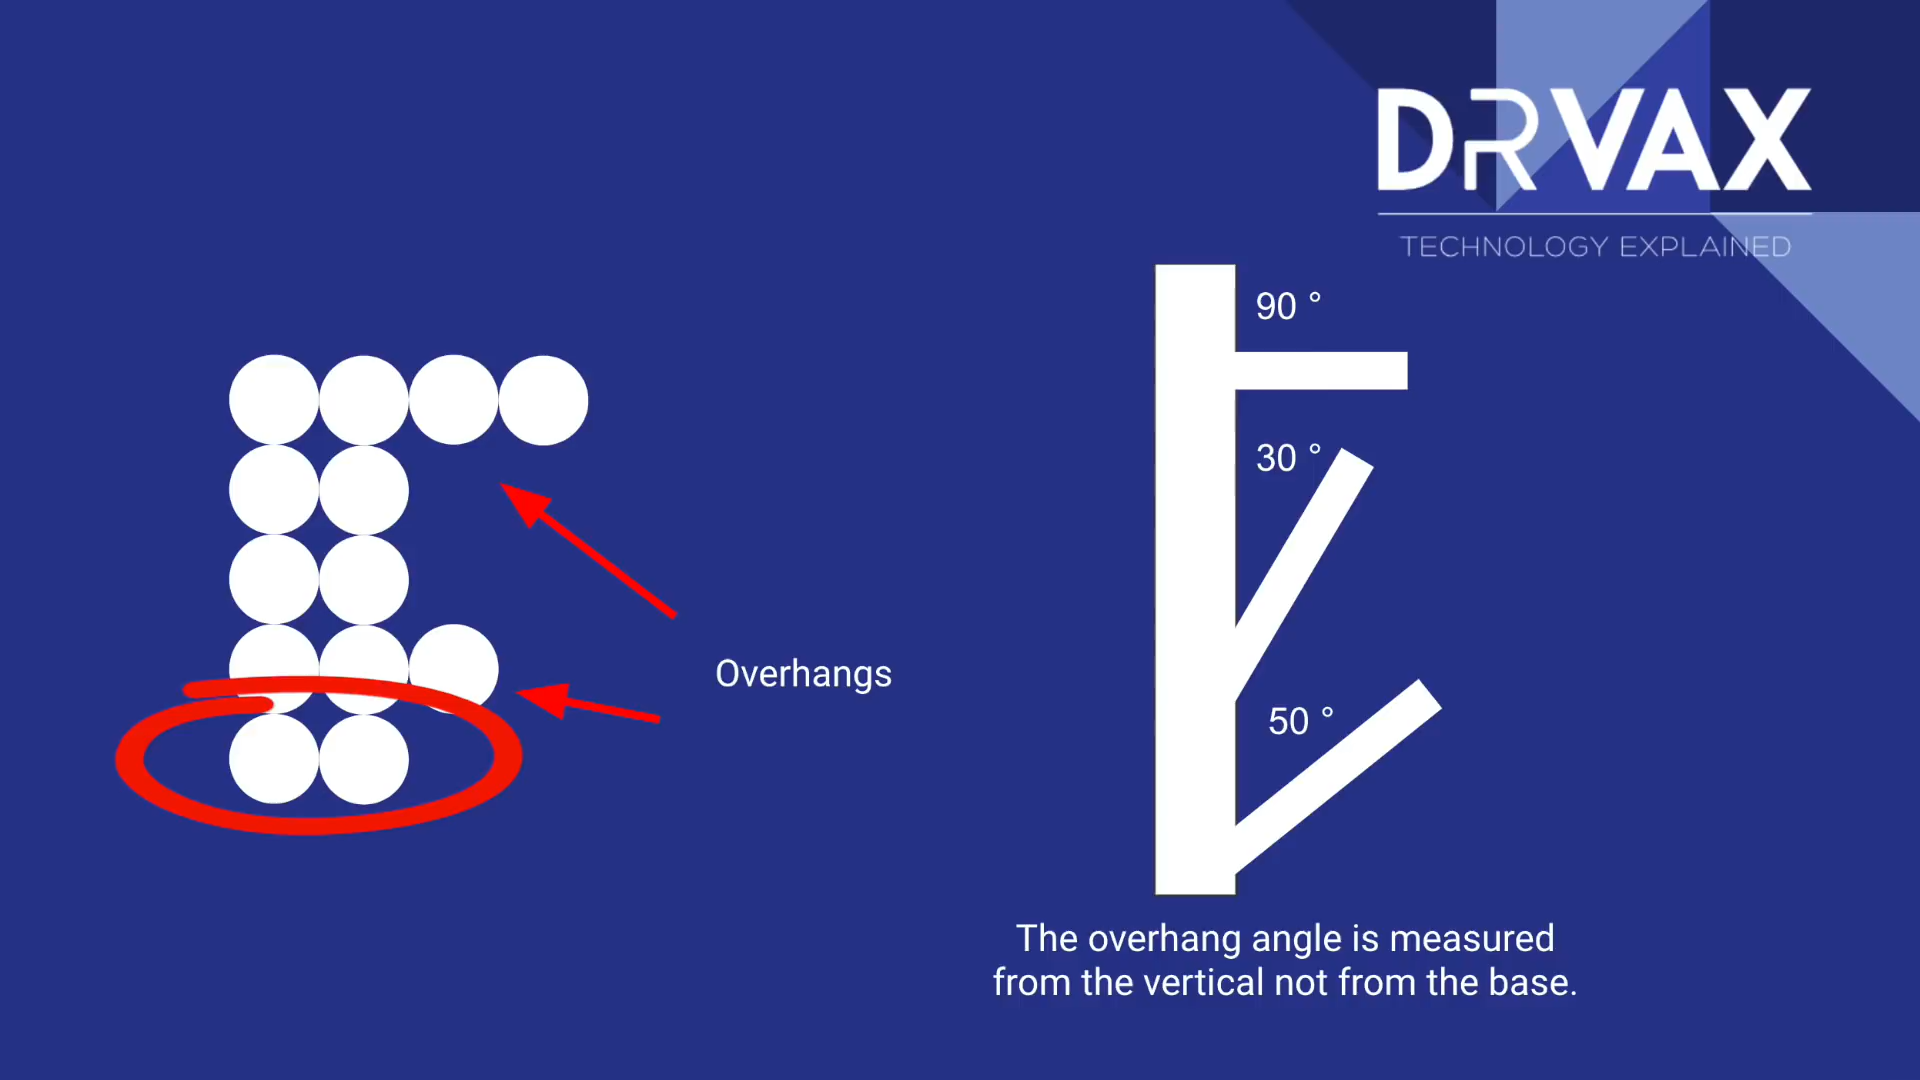 DRVAX
TECHNOLOGY EXPLAINED
90 °
30 °
Overhangs
50 °
The overhang angle is measured
from the vertical not from the base.